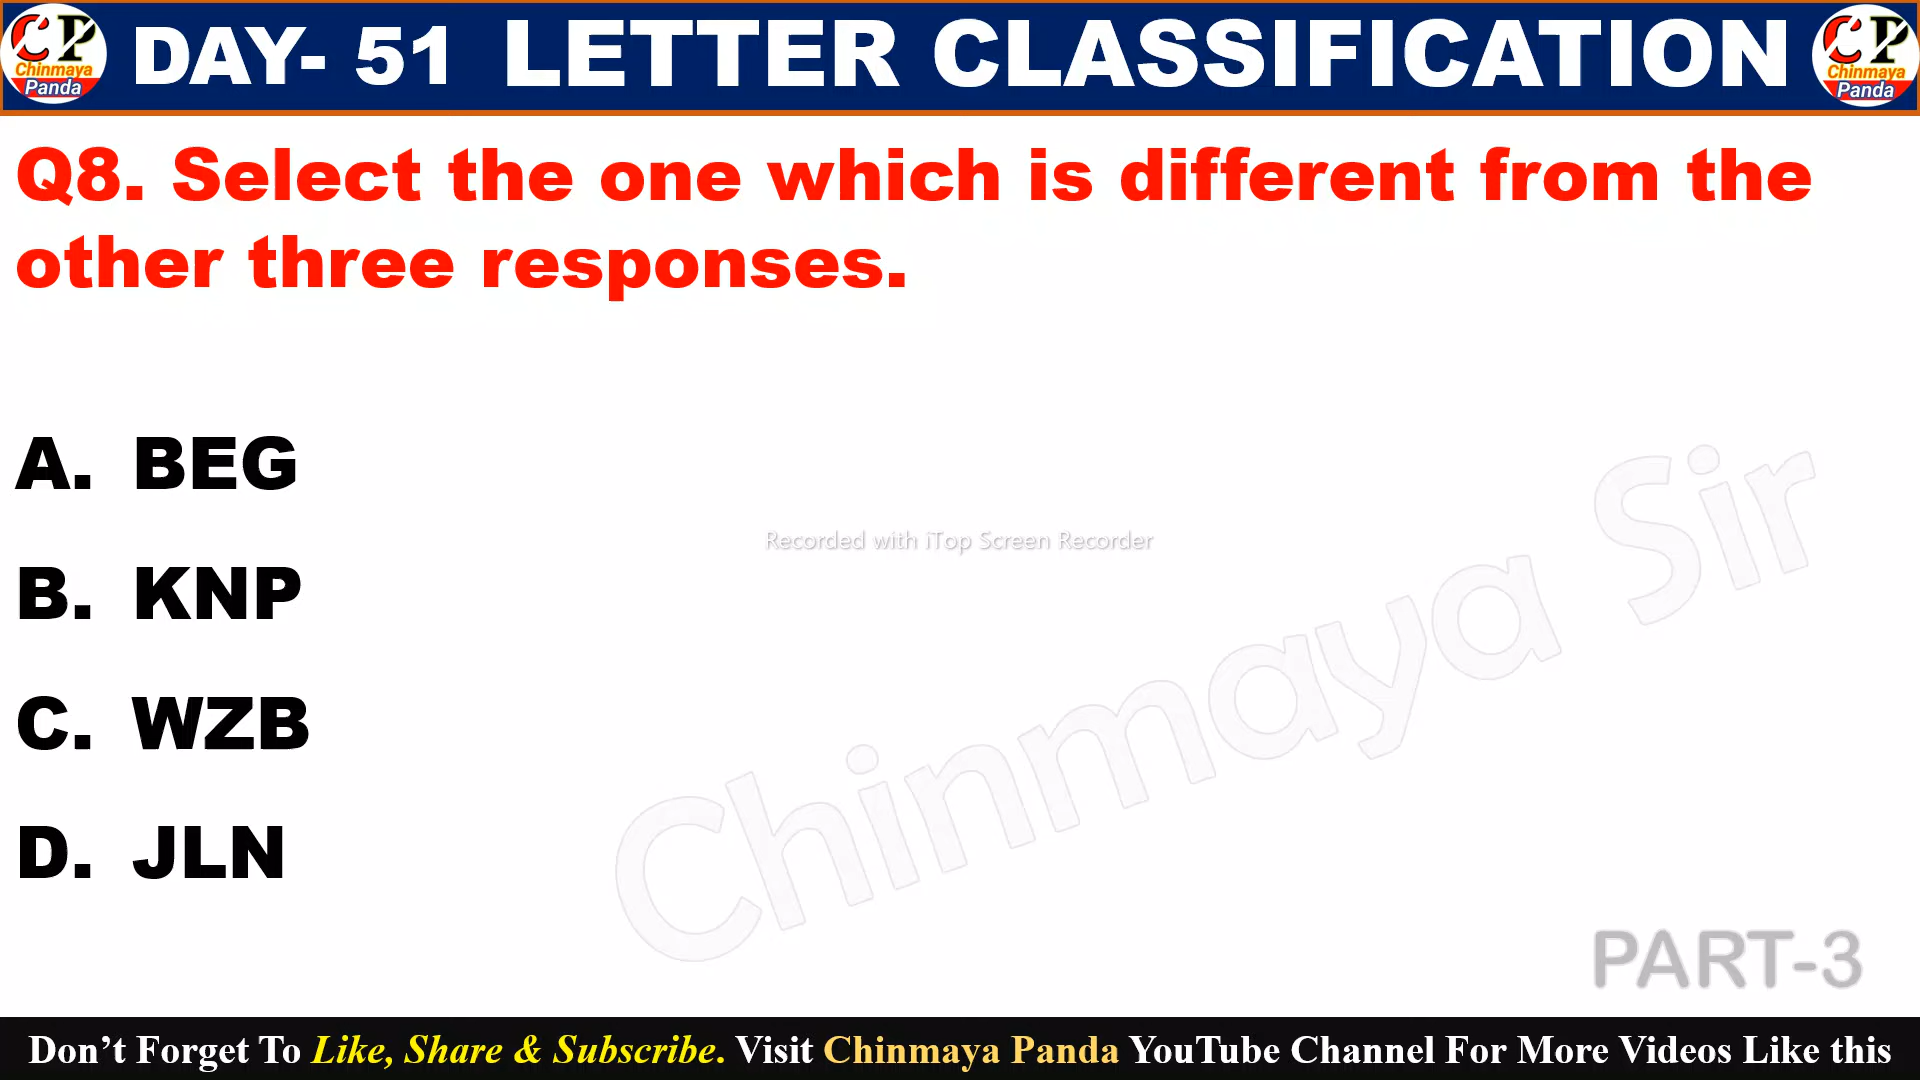 CP Chinmaya Panda DAY- 51 LETTER CLASSIFICATION CP Chinmaya Panda
Q8. Select the one which is different from the
other three responses.
A. BEG
Recorded with iTop Screen Recorder
B. KNP
C. WZB
D. JLN
Chinmaya Sir
PART-3
Don’t Forget To Like, Share & Subscribe. Visit Chinmaya Panda YouTube Channel For More Videos Like this